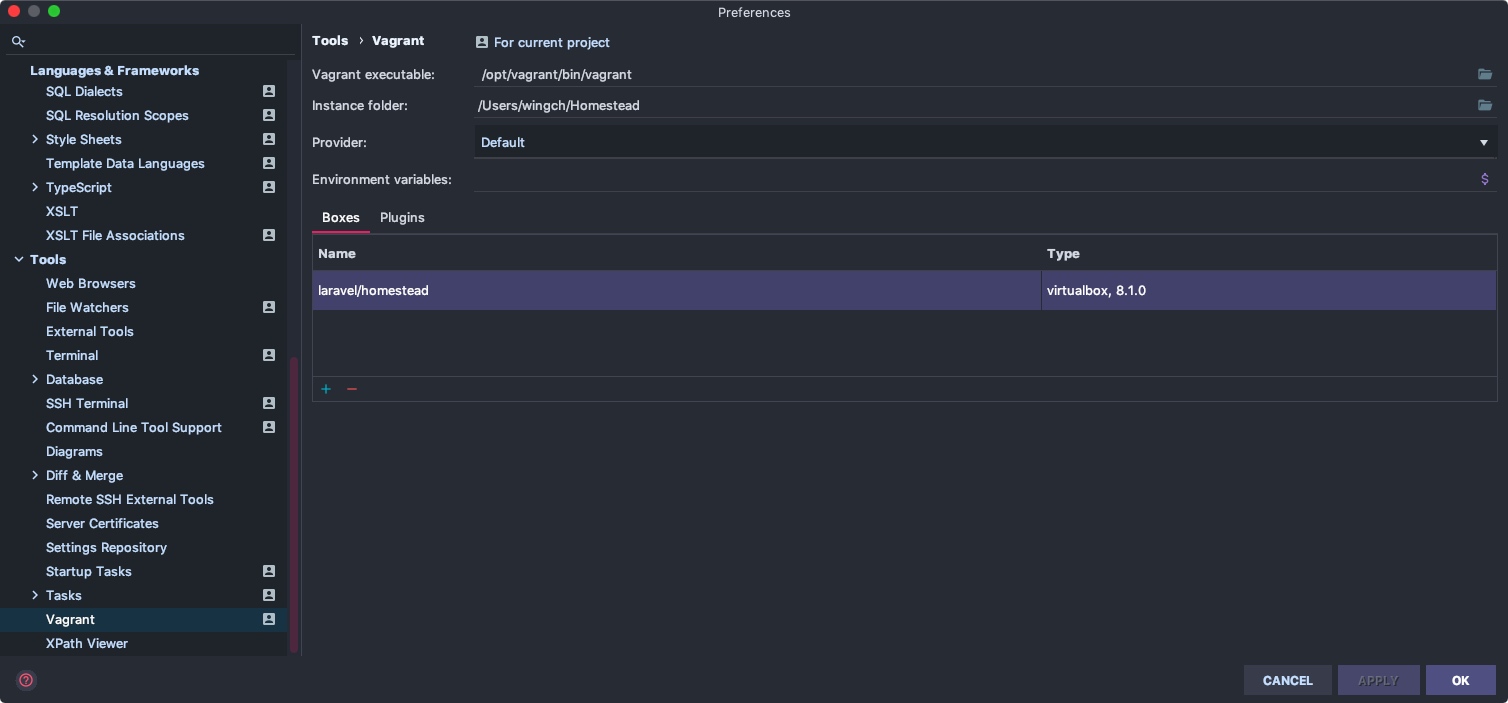 Preferences
Languages & Frameworks
SQL Dialects
SQL Resolution Scopes
Style Sheets
Template Data Languages
TypeScript
XSLT
XSLT File Associations
Tools
Web Browsers
File Watchers
External Tools
Terminal
Database
SSH Terminal
Command Line Tool Support
Diagrams
Diff & Merge
Remote SSH External Tools
Server Certificates
Settings Repository
Startup Tasks
Tasks
Vagrant
XPath Viewer
Tools › Vagrant For current project
Vagrant executable: /opt/vagrant/bin/vagrant
Instance folder: /Users/wingch/Homestead
Provider: Default
Environment variables: $
Boxes Plugins
Name Type
laravel/homestead virtualbox, 8.1.0
+ −
? CANCEL APPLY OK